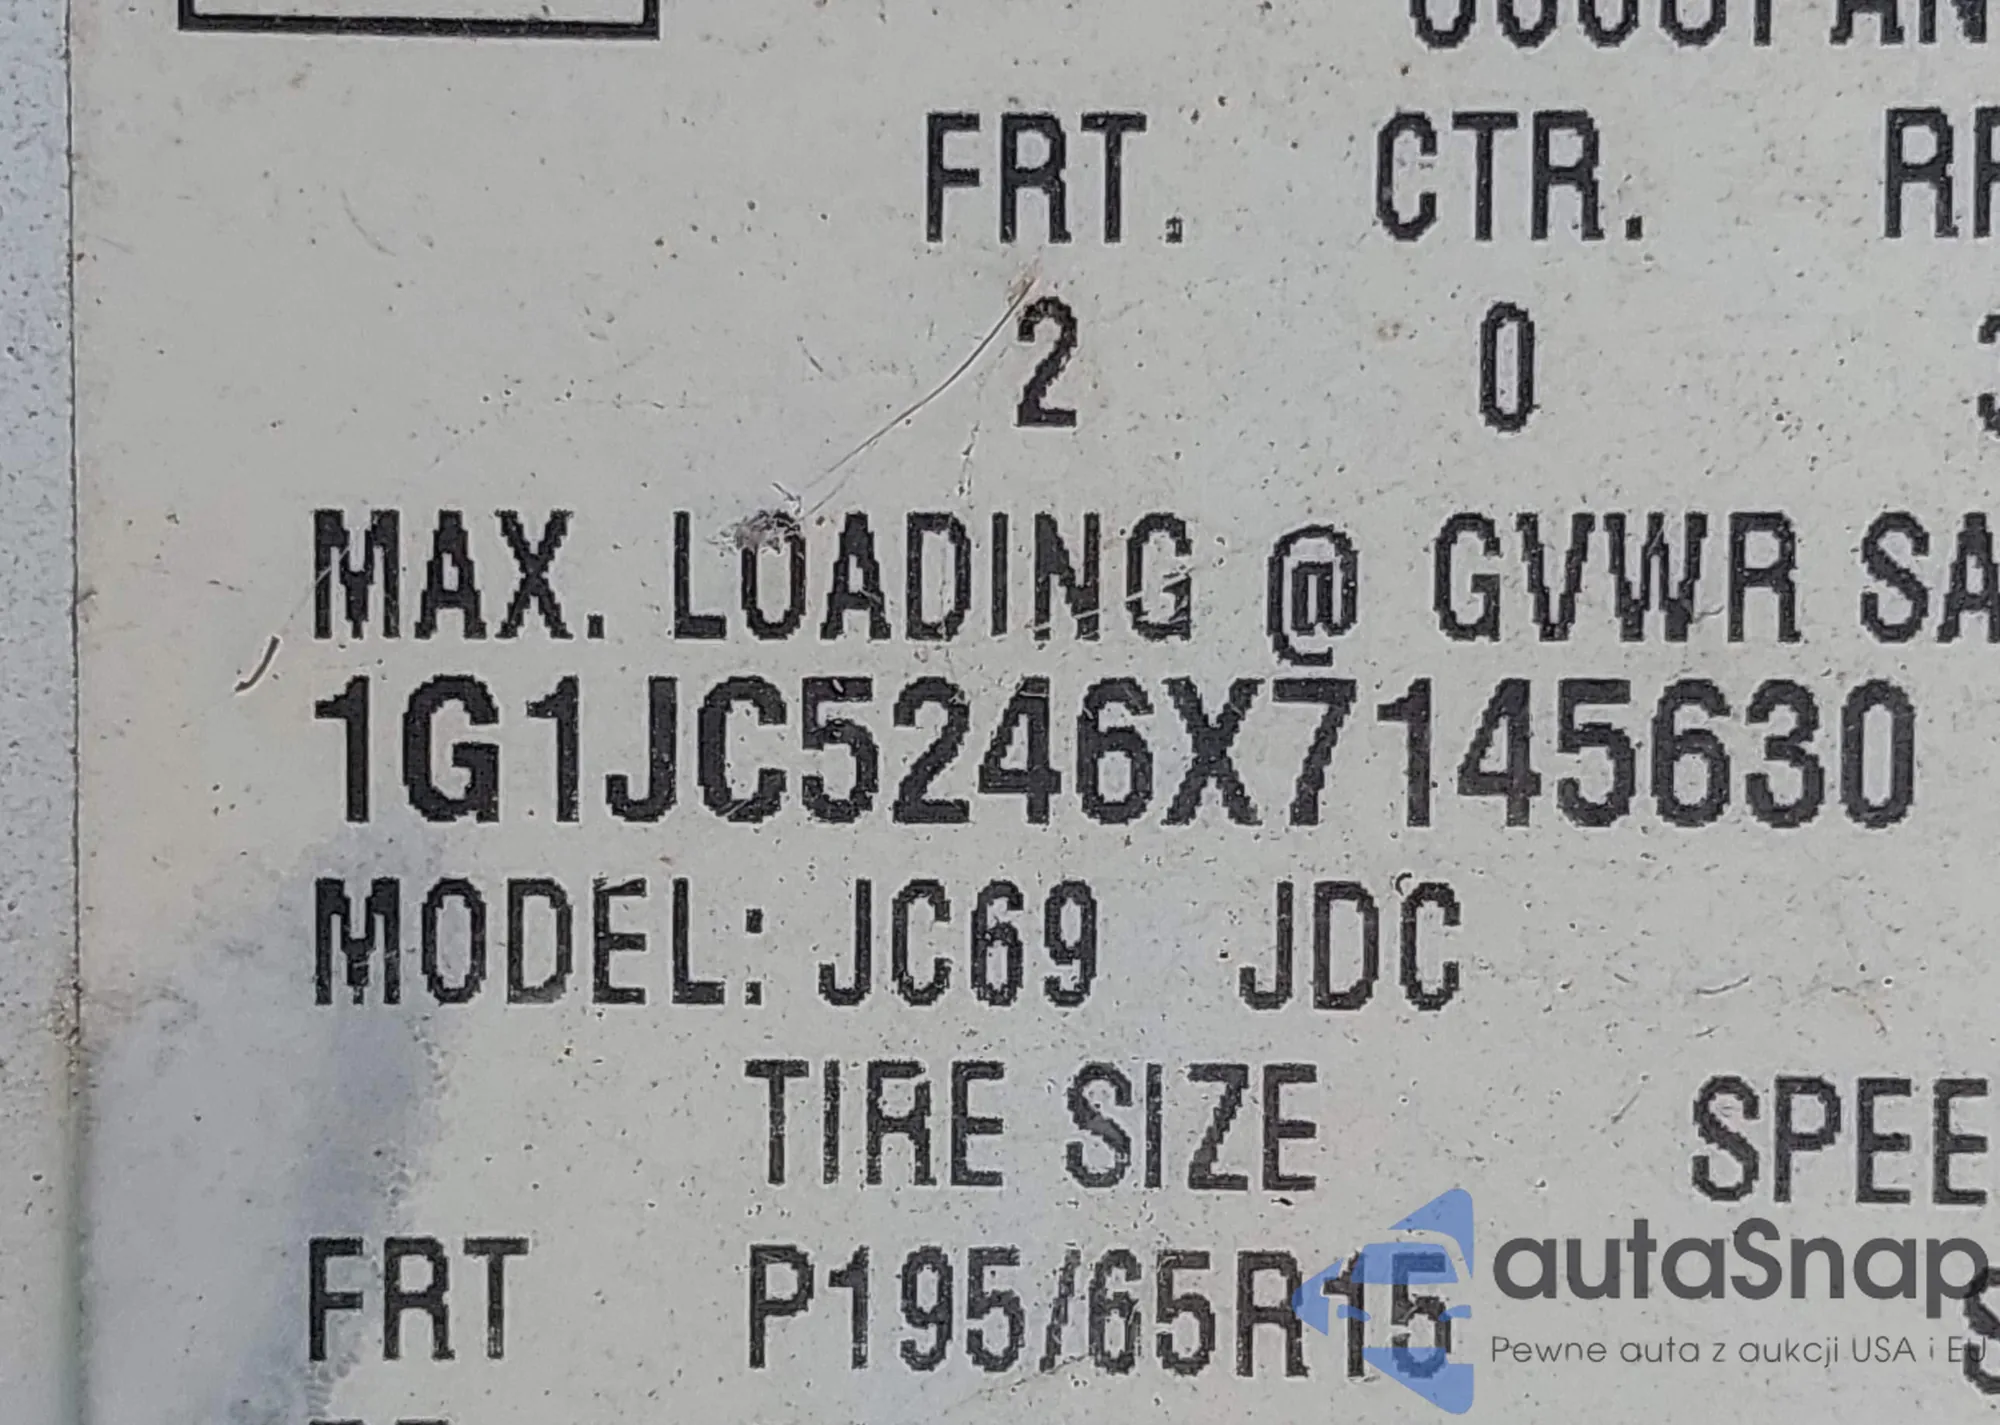 FRT. CTR.
2 0
MAX. LOADING @ GVWR
1G1JC5246X7145630
MODEL: JC69 JDC
TIRE SIZE
FRT P195/65R15
autaSnap
Pewne auta z aukcji USA i EU